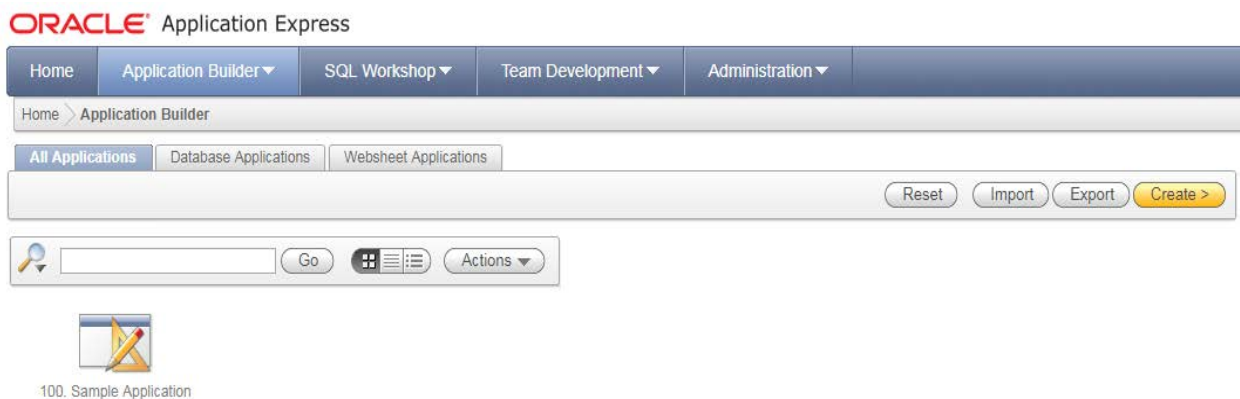 ORACLE Application Express
Home Application Builder SQL Workshop Team Development Administration
Home Application Builder
All Applications Database Applications Websheet Applications
Reset Import Export Create >
Go Actions
100. Sample Application